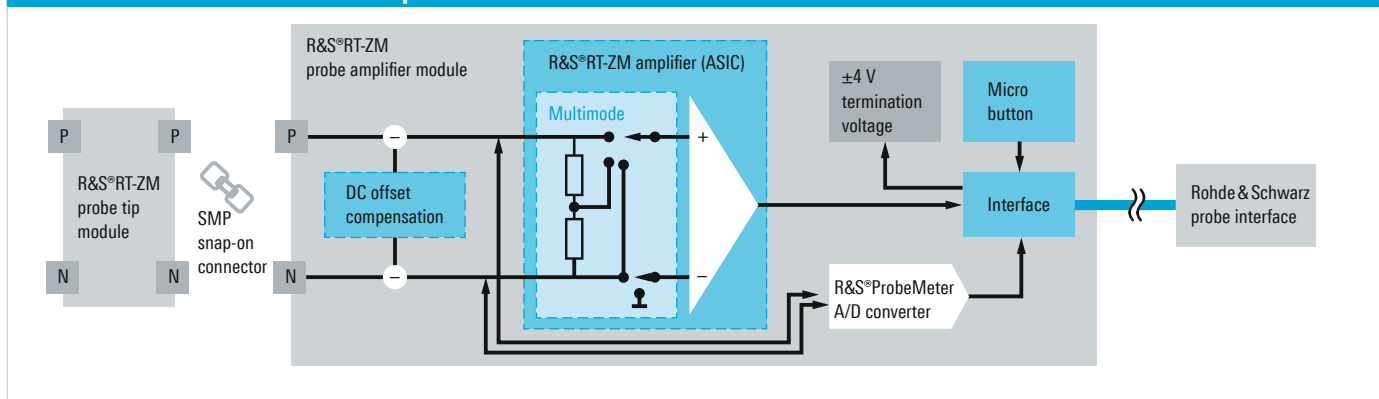 R&S®RT-ZM
probe amplifier module
R&S®RT-ZM amplifier (ASIC)
Multimode
±4 V
termination
voltage
Micro
button
P
P
P
–
+
R&S®RT-ZM
probe tip
module
SMP
snap-on
connector
DC offset
compensation
Interface
Rohde & Schwarz
probe interface
N
N
N
–
–
R&S®ProbeMeter
A/D converter